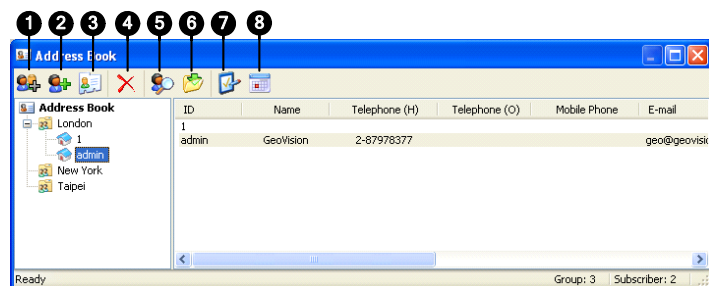 1 2 3 4 5 6 7 8
Address Book
Address Book
London
1
admin
New York
Taipei
ID Name Telephone (H) Telephone (O) Mobile Phone E-mail
1
admin GeoVision 2-87978377 geo@geovisic
Ready Group: 3 Subscriber: 2